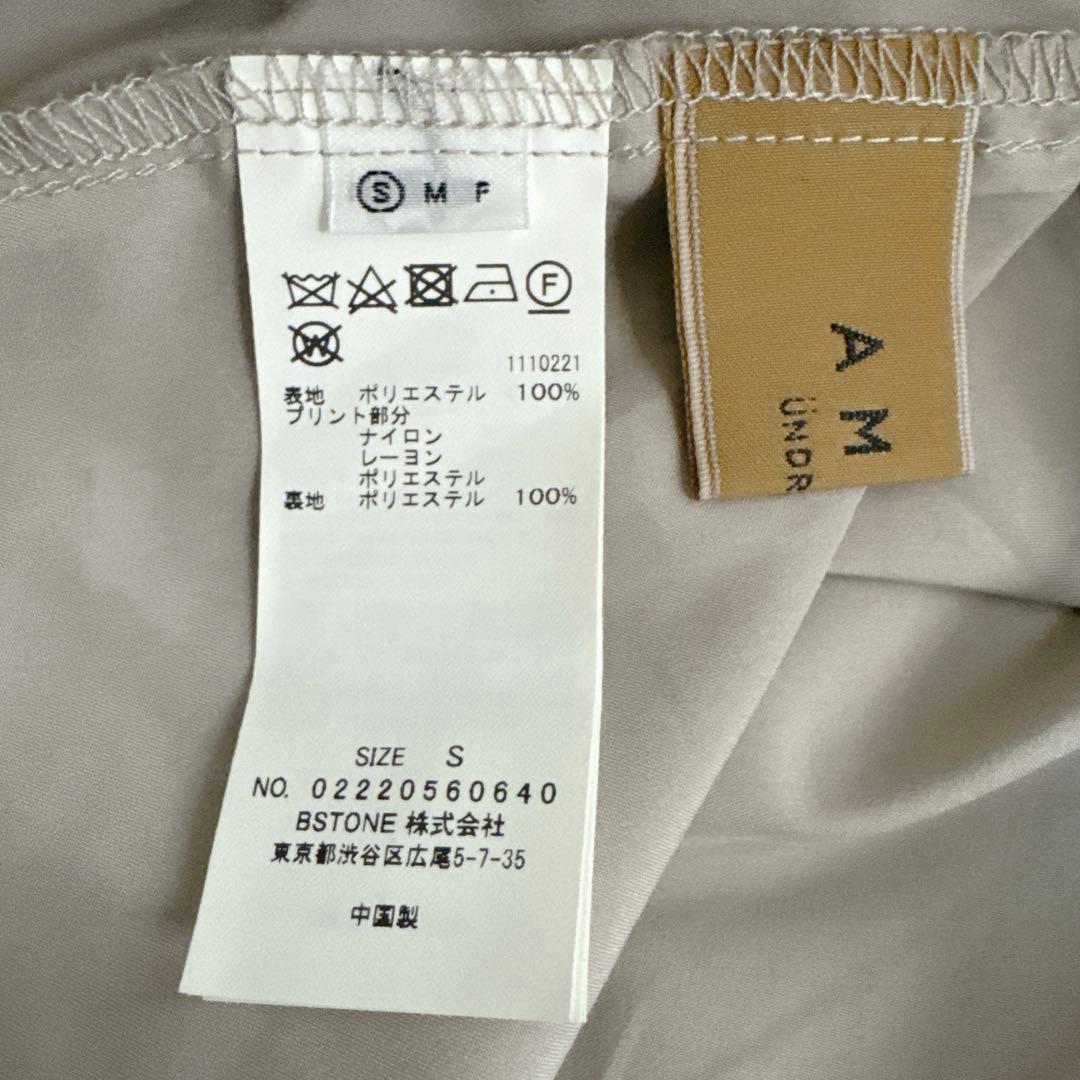 S M F
F
W
1110221
表地 ポリエステル 100%
プリント部分
ナイロン
レーヨン
ポリエステル
裏地 ポリエステル 100%
SIZE S
NO. 02220560640
BSTONE 株式会社
東京都渋谷区広尾5-7-35
中国製
A M
ÜNDR